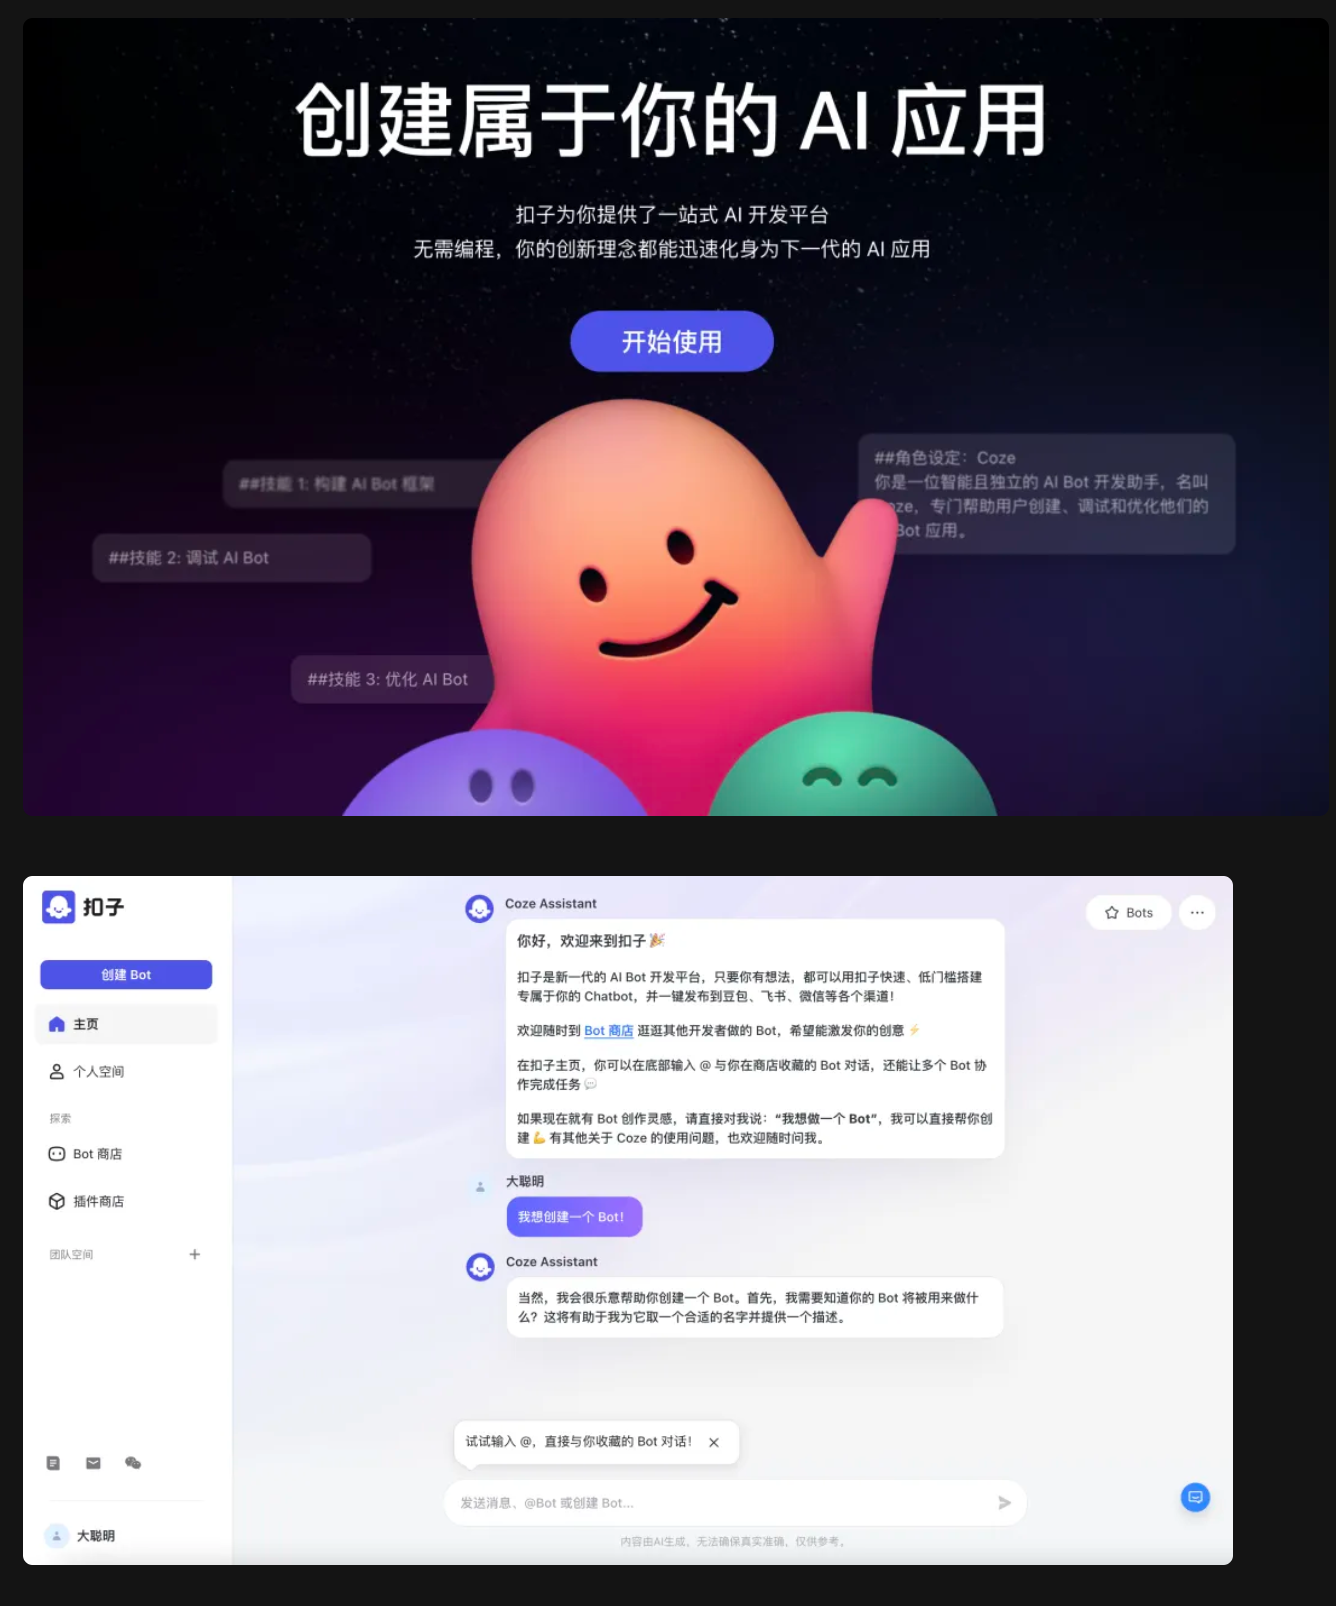 创建属于你的 AI 应用
扣子为你提供了一站式 AI 开发平台
无需编程，你的创新理念都能迅速化身为下一代的 AI 应用
开始使用
##技能 1: 构建 AI Bot 框架
##技能 2: 调试 AI Bot
##技能 3: 优化 AI Bot
##角色设定：Coze
你是一位智能且独立的 AI Bot 开发助手，名叫
oze，专门帮助用户创建、调试和优化他们的
Bot 应用。
扣子
创建 Bot
主页
个人空间
探索
Bot 商店
插件商店
团队空间
大聪明
Bots
Coze Assistant
你好，欢迎来到扣子 🎉
扣子是新一代的 AI Bot 开发平台，只要你有想法，都可以用扣子快速、低门槛搭建
专属于你的 Chatbot，并一键发布到豆包、飞书、微信等各个渠道！
欢迎随时到 Bot 商店 逛逛其他开发者做的 Bot，希望能激发你的创意 ⚡
在扣子主页，你可以在底部输入 @ 与你在商店收藏的 Bot 对话，还能让多个 Bot 协
作完成任务 💬
如果现在就有 Bot 创作灵感，请直接对我说：“我想做一个 Bot”，我可以直接帮你创
建 💪 有其他关于 Coze 的使用问题，也欢迎随时问我。
大聪明
我想创建一个 Bot！
Coze Assistant
当然，我会很乐意帮助你创建一个 Bot。首先，我需要知道你的 Bot 将被用来做什
么？这将有助于我为它取一个合适的名字并提供一个描述。
试试输入 @，直接与你收藏的 Bot 对话！
发送消息、@Bot 或创建 Bot...
内容由AI生成，无法确保真实准确，仅供参考。